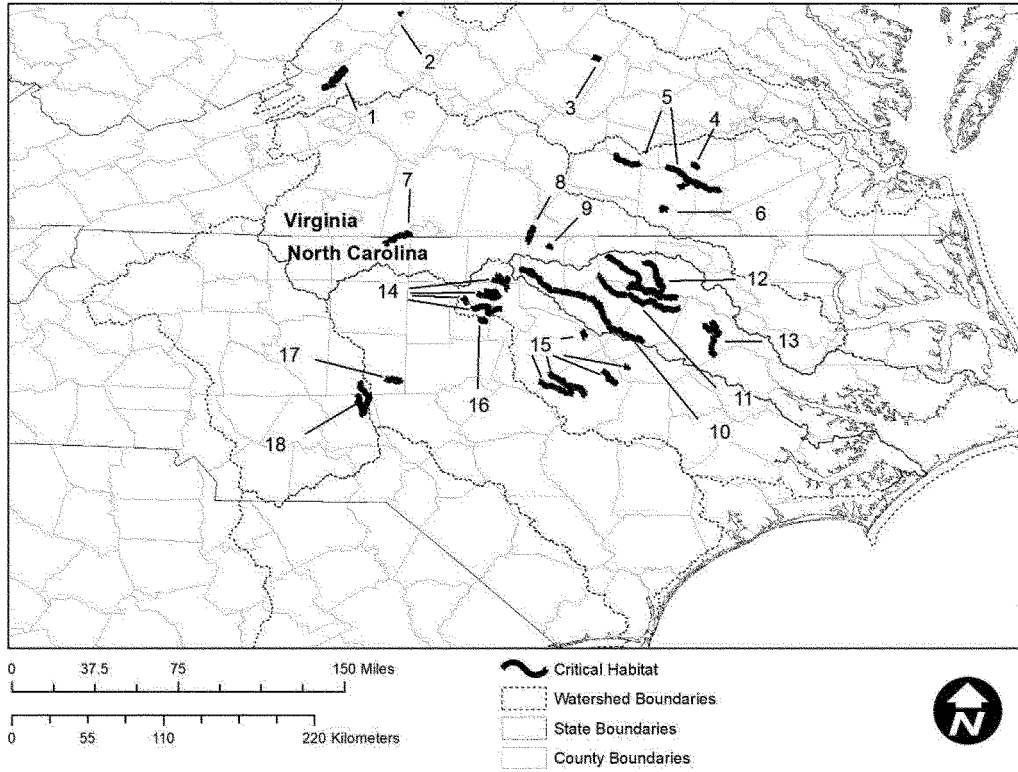 2
3
1
5
4
7
8
9
6
Virginia
North Carolina
14
12
17
15
13
16
11
18
10
0 37.5 75 150 Miles
0 55 110 220 Kilometers
Critical Habitat
Watershed Boundaries
State Boundaries
County Boundaries
N